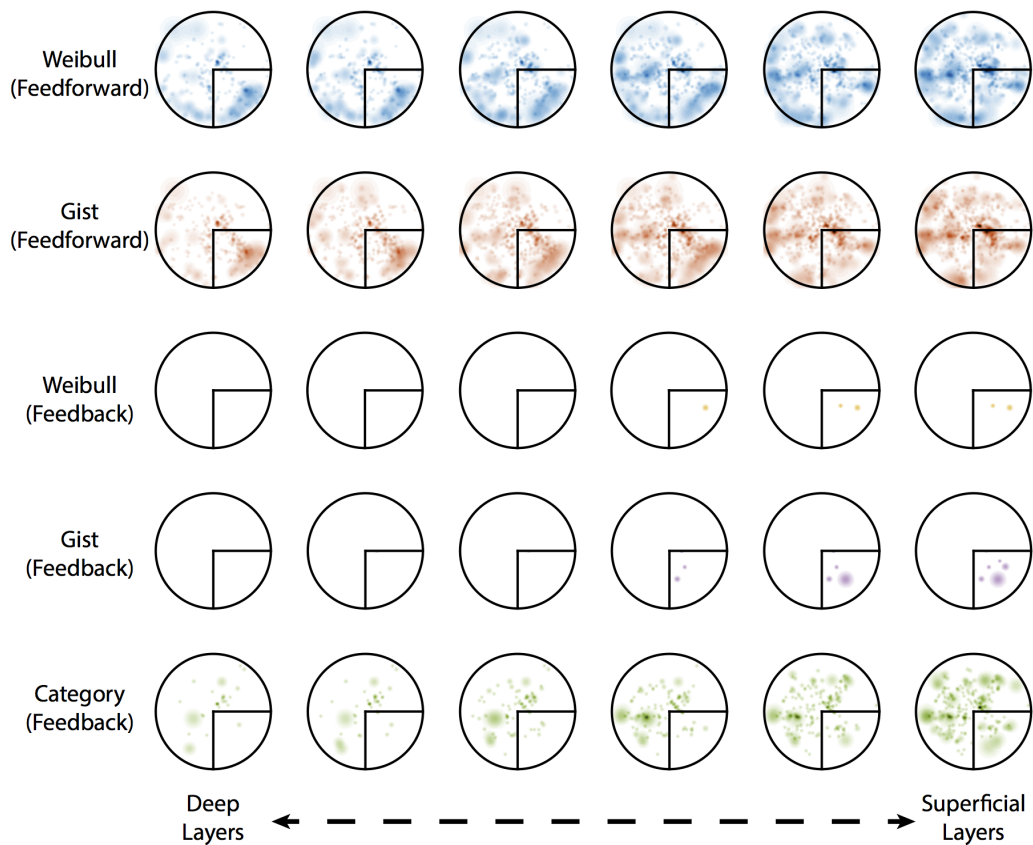 Weibull
(Feedforward)
Gist
(Feedforward)
Weibull
(Feedback)
Gist
(Feedback)
Category
(Feedback)
Deep
Layers
Superficial
Layers